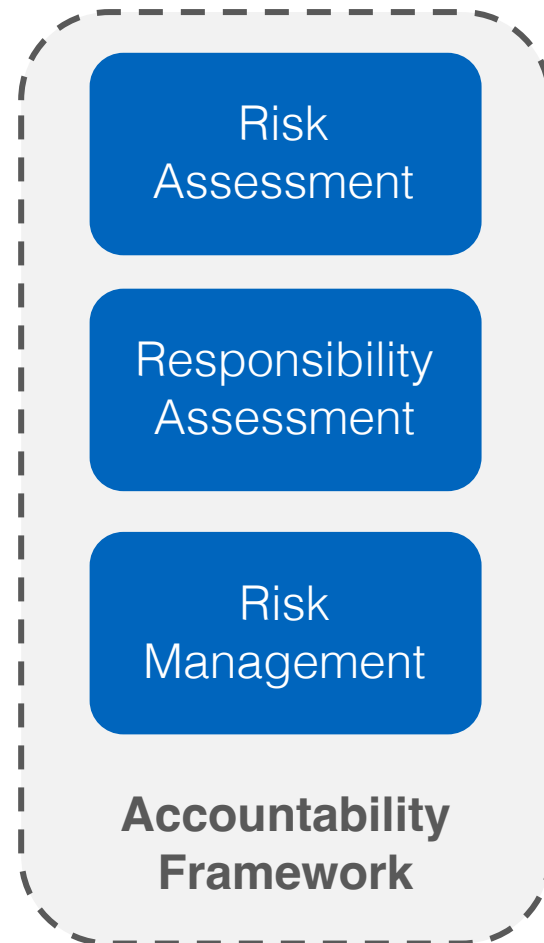 Risk
Assessment
Responsibility
Assessment
Risk
Management
Accountability
Framework